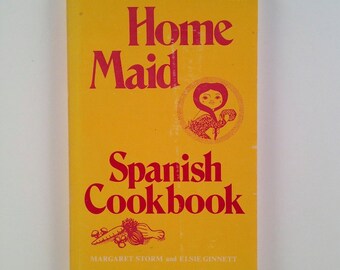 Home
Maid
Spanish
Cookbook
MARGARET STORM and ELSIE GINNETT